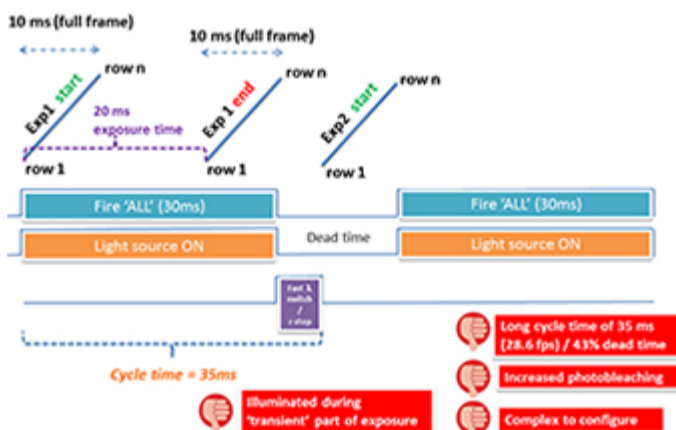 10 ms (full frame)
10 ms (full frame)
row n
row n
row n
Exp1 start
20 ms
exposure time
Exp 1 end
Exp2 start
row 1
row 1
row 1
Fire 'ALL' (30ms)
Fire 'ALL' (30ms)
Light source ON
Dead time
Light source ON
Fast λ
switch
/
z step
Cycle time = 35ms
Long cycle time of 35 ms
(28.6 fps) / 43% dead time
Increased photobleaching
Illuminated during
'transient' part of exposure
Complex to configure